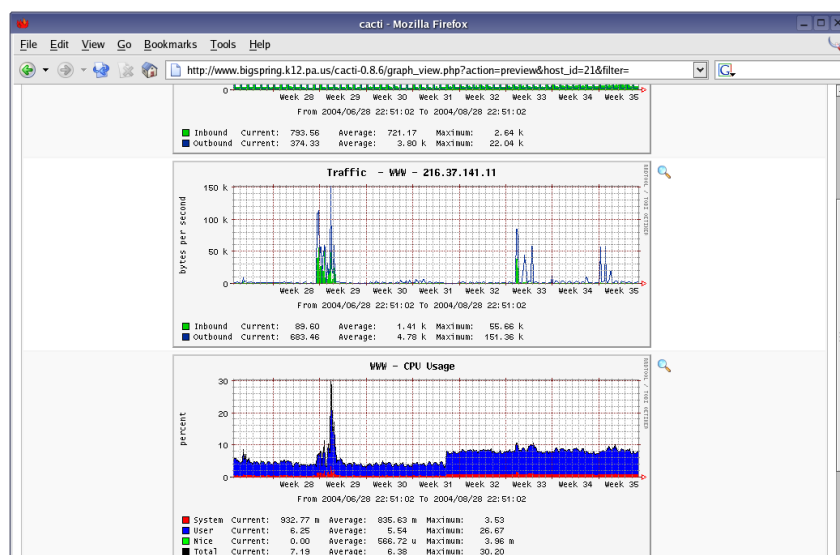 cacti - Mozilla Firefox
File Edit View Go Bookmarks Tools Help
http://www.bigspring.k12.pa.us/cacti-0.8.6/graph_view.php?action=preview&host_id=21&filter=
G
0
Week 28 Week 29 Week 30 Week 31 Week 32 Week 33 Week 34 Week 35
From 2004/06/28 22:51:02 To 2004/08/28 22:51:02
Inbound Current: 793.56 Average: 721.17 Maximum: 2.64 k
Outbound Current: 374.33 Average: 3.80 k Maximum: 22.04 k
Traffic - WWW - 216.37.141.11
RRDTOOL / TOBI OETIKER
bytes per second
150 k
100 k
50 k
0
Week 28 Week 29 Week 30 Week 31 Week 32 Week 33 Week 34 Week 35
From 2004/06/28 22:51:02 To 2004/08/28 22:51:02
Inbound Current: 89.60 Average: 1.41 k Maximum: 55.66 k
Outbound Current: 683.46 Average: 4.78 k Maximum: 151.36 k
WWW - CPU Usage
RRDTOOL / TOBI OETIKER
percent
30
20
10
0
Week 28 Week 29 Week 30 Week 31 Week 32 Week 33 Week 34 Week 35
From 2004/06/28 22:51:02 To 2004/08/28 22:51:02
System Current: 932.77 m Average: 835.63 m Maximum: 3.53
User Current: 6.25 Average: 5.54 Maximum: 26.67
Nice Current: 0.00 Average: 566.72 u Maximum: 3.96 m
Total Current: 7.19 Average: 6.38 Maximum: 30.20